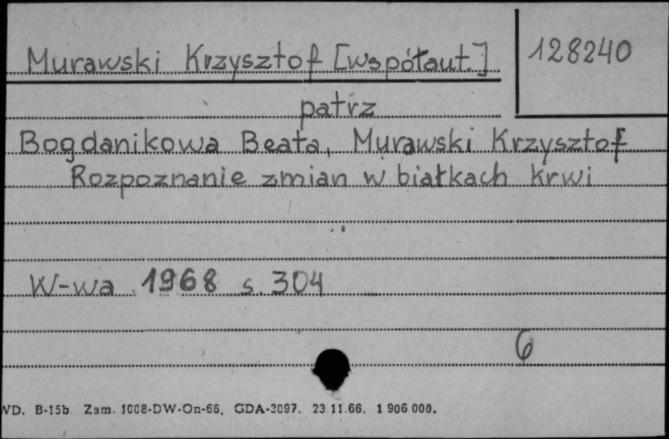 Murawski Krzysztof [współaut.]
128240
patrz
Bogdanikowa Beata, Murawski Krzysztof
Rozpoznanie zmian w białkach krwi
W-wa 1968 s. 304
6
WD. B-15b Zam. 1008-DW-On-66. GDA-3097. 23.11.66. 1 906 000.